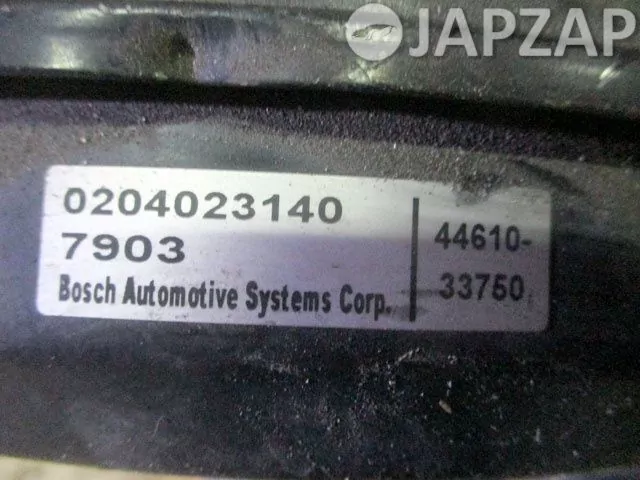 JAPZAP
0204023140
7903
Bosch Automotive Systems Corp.
44610-
33750